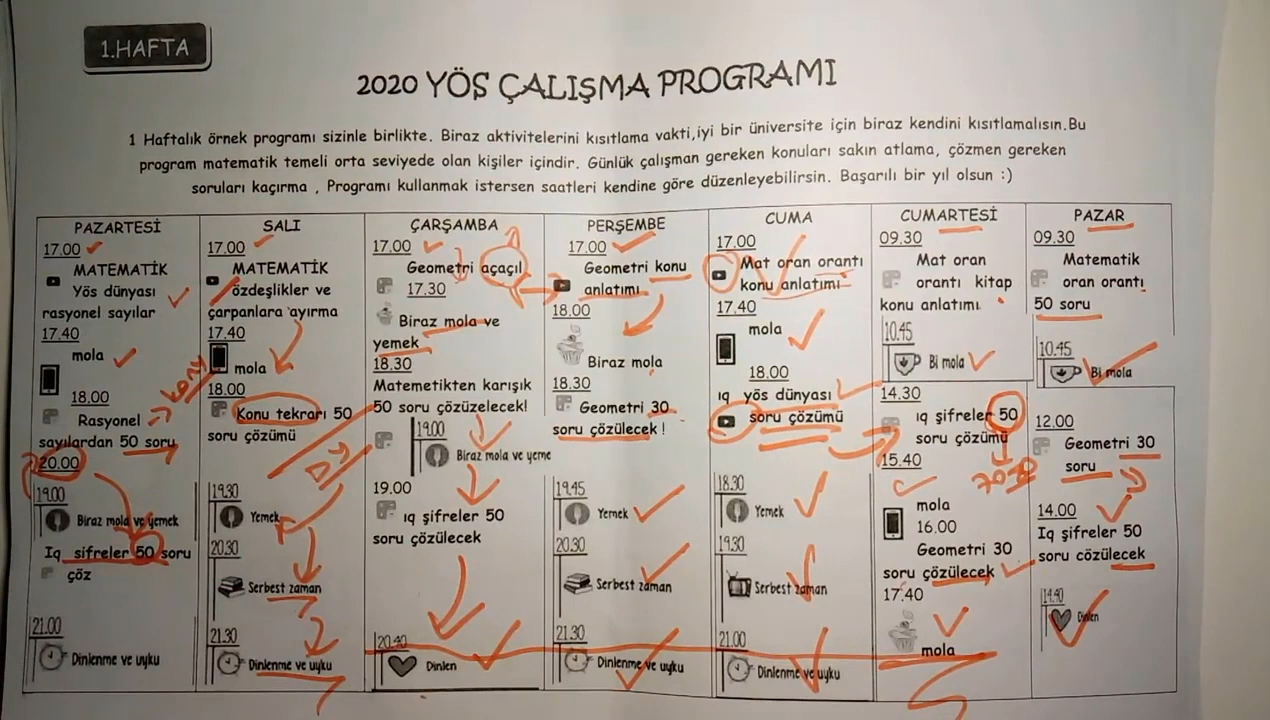 1.HAFTA
2020 YÖS ÇALIŞMA PROGRAMI
1 Haftalık örnek programı sizinle birlikte. Biraz aktivitelerini kısıtlama vakti,iyi bir üniversite için biraz kendini kısıtlamalısın.Bu
program matematik temeli orta seviyede olan kişiler içindir. Günlük çalışman gereken konuları sakın atlama, çözmen gereken
soruları kaçırma , Programı kullanmak istersen saatleri kendine göre düzenleyebilirsin. Başarılı bir yıl olsun :)
PAZARTESİ
17.00
MATEMATİK
Yös dünyası
rasyonel sayılar
17.40
mola
18.00
Rasyonel
sayılardan 50 soru
20.00
19.00
Biraz mola ve yemek
Iq sifreler 50 soru
çöz
21.00
Dinlenme ve uyku
SALI
17.00
MATEMATİK
özdeşlikler ve
çarpanlara ayırma
17.40
mola
18.00
Konu tekrarı 50
soru çözümü
19.30
Yemek
20.30
Serbest zaman
21.30
Dinlenme ve uyku
ÇARŞAMBA
17.00
Geometri açaçıl
17.30
Biraz mola ve
yemek
18.30
Matemetikten karışık
50 soru çözüzelecek!
19.00
Biraz mola ve yeme
19.00
ıq şifreler 50
soru çözülecek
20.40
Dinlen
PERŞEMBE
17.00
Geometri konu
anlatımı
18.00
Biraz mola
18.30
Geometri 30
soru çözülecek !
19.45
Yemek
20.30
Serbest zaman
21.30
Dinlenme ve uyku
CUMA
17.00
Mat oran orantı
konu anlatımı
17.40
mola
18.00
ıq yös dünyası
soru çözümü
18.30
Yemek
19.30
Serbest zaman
21.00
Dinlenme ve uyku
CUMARTESİ
09.30
Mat oran
orantı kitap
konu anlatımı
10.45
Bi mola
14.30
ıq şifreler 50
soru çözümü
15.40
mola
16.00
Geometri 30
soru çözülecek
17.40
mola
PAZAR
09.30
Matematik
oran orantı
50 soru
10.45
Bi mola
12.00
Geometri 30
soru
14.00
Iq şifreler 50
soru cözülecek
14.40
Dinlen